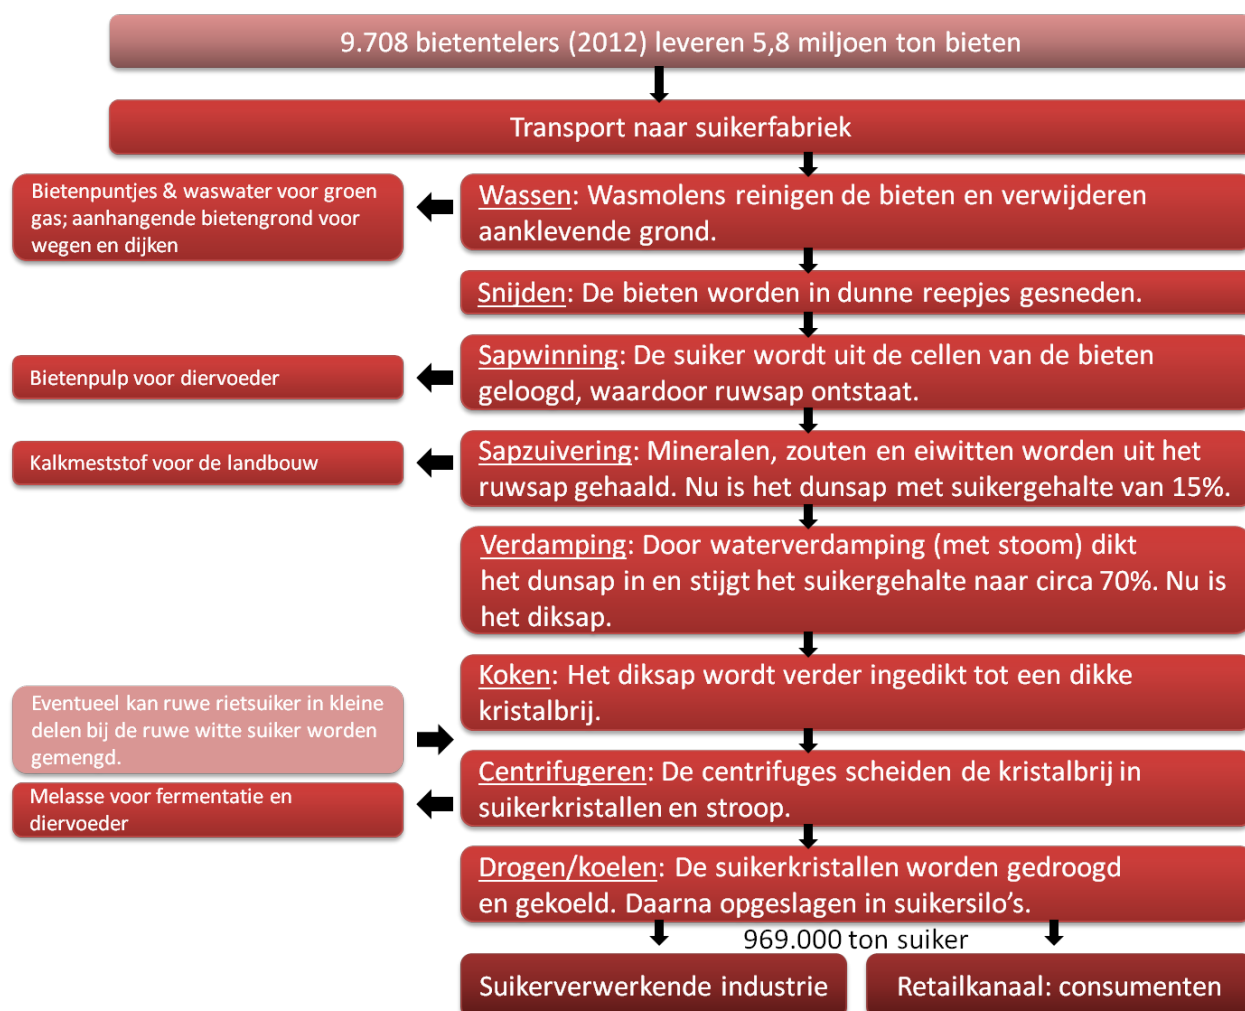 9.708 bietentelers (2012) leveren 5,8 miljoen ton bieten
Transport naar suikerfabriek
Bietenpuntjes & waswater voor groen
gas; aanhangende bietengrond voor
wegen en dijken
Wassen: Wasmolens reinigen de bieten en verwijderen
aanklevende grond.
Snijden: De bieten worden in dunne reepjes gesneden.
Bietenpulp voor diervoeder
Sapwinning: De suiker wordt uit de cellen van de bieten
geloogd, waardoor ruwsap ontstaat.
Kalkmeststof voor de landbouw
Sapzuivering: Mineralen, zouten en eiwitten worden uit het
ruwsap gehaald. Nu is het dunsap met suikergehalte van 15%.
Verdamping: Door waterverdamping (met stoom) dikt
het dunsap in en stijgt het suikergehalte naar circa 70%. Nu is
het diksap.
Koken: Het diksap wordt verder ingedikt tot een dikke
kristalbrij.
Eventueel kan ruwe rietsuiker in kleine
delen bij de ruwe witte suiker worden
gemengd.
Centrifugeren: De centrifuges scheiden de kristalbrij in
suikerkristallen en stroop.
Melasse voor fermentatie en
diervoeder
Drogen/koelen: De suikerkristallen worden gedroogd
en gekoeld. Daarna opgeslagen in suikersilo's.
969.000 ton suiker
Suikerverwerkende industrie
Retailkanaal: consumenten